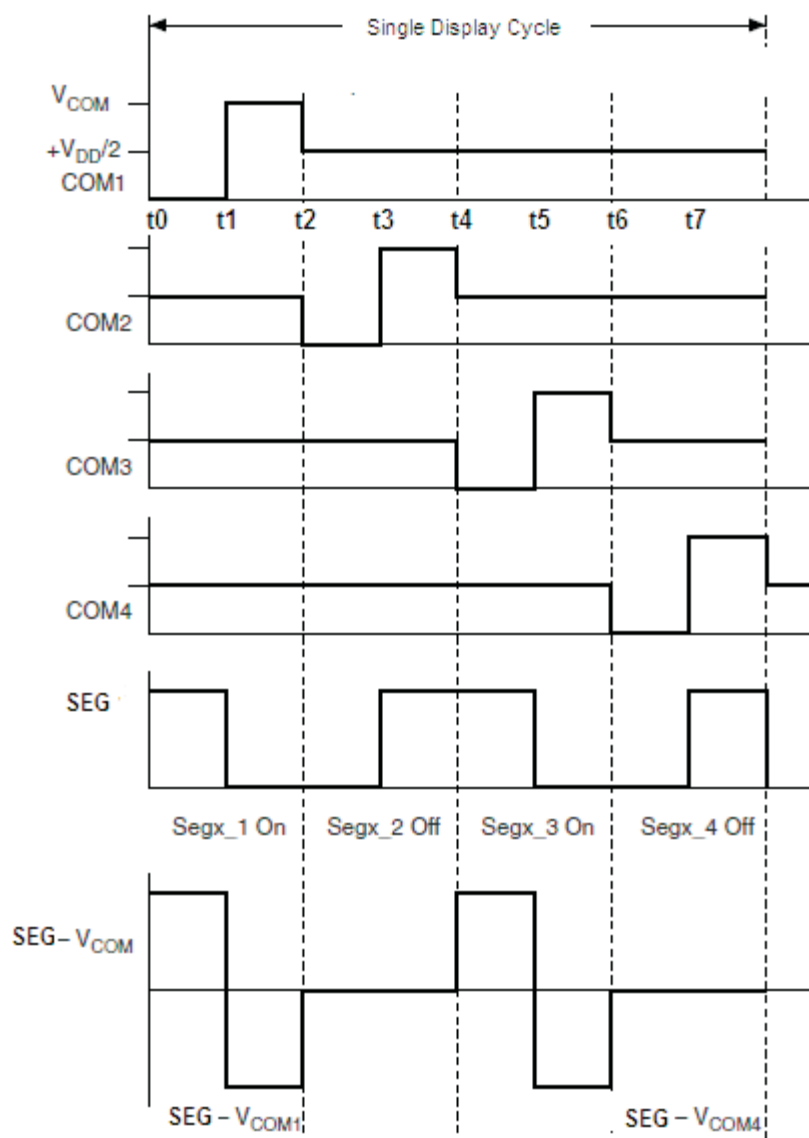 Single Display Cycle
VCOM
+VDD/2
COM1
t0 t1 t2 t3 t4 t5 t6 t7
COM2
COM3
COM4
SEG
Segx_1 On Segx_2 Off Segx_3 On Segx_4 Off
SEG – VCOM
SEG – VCOM1 SEG – VCOM4